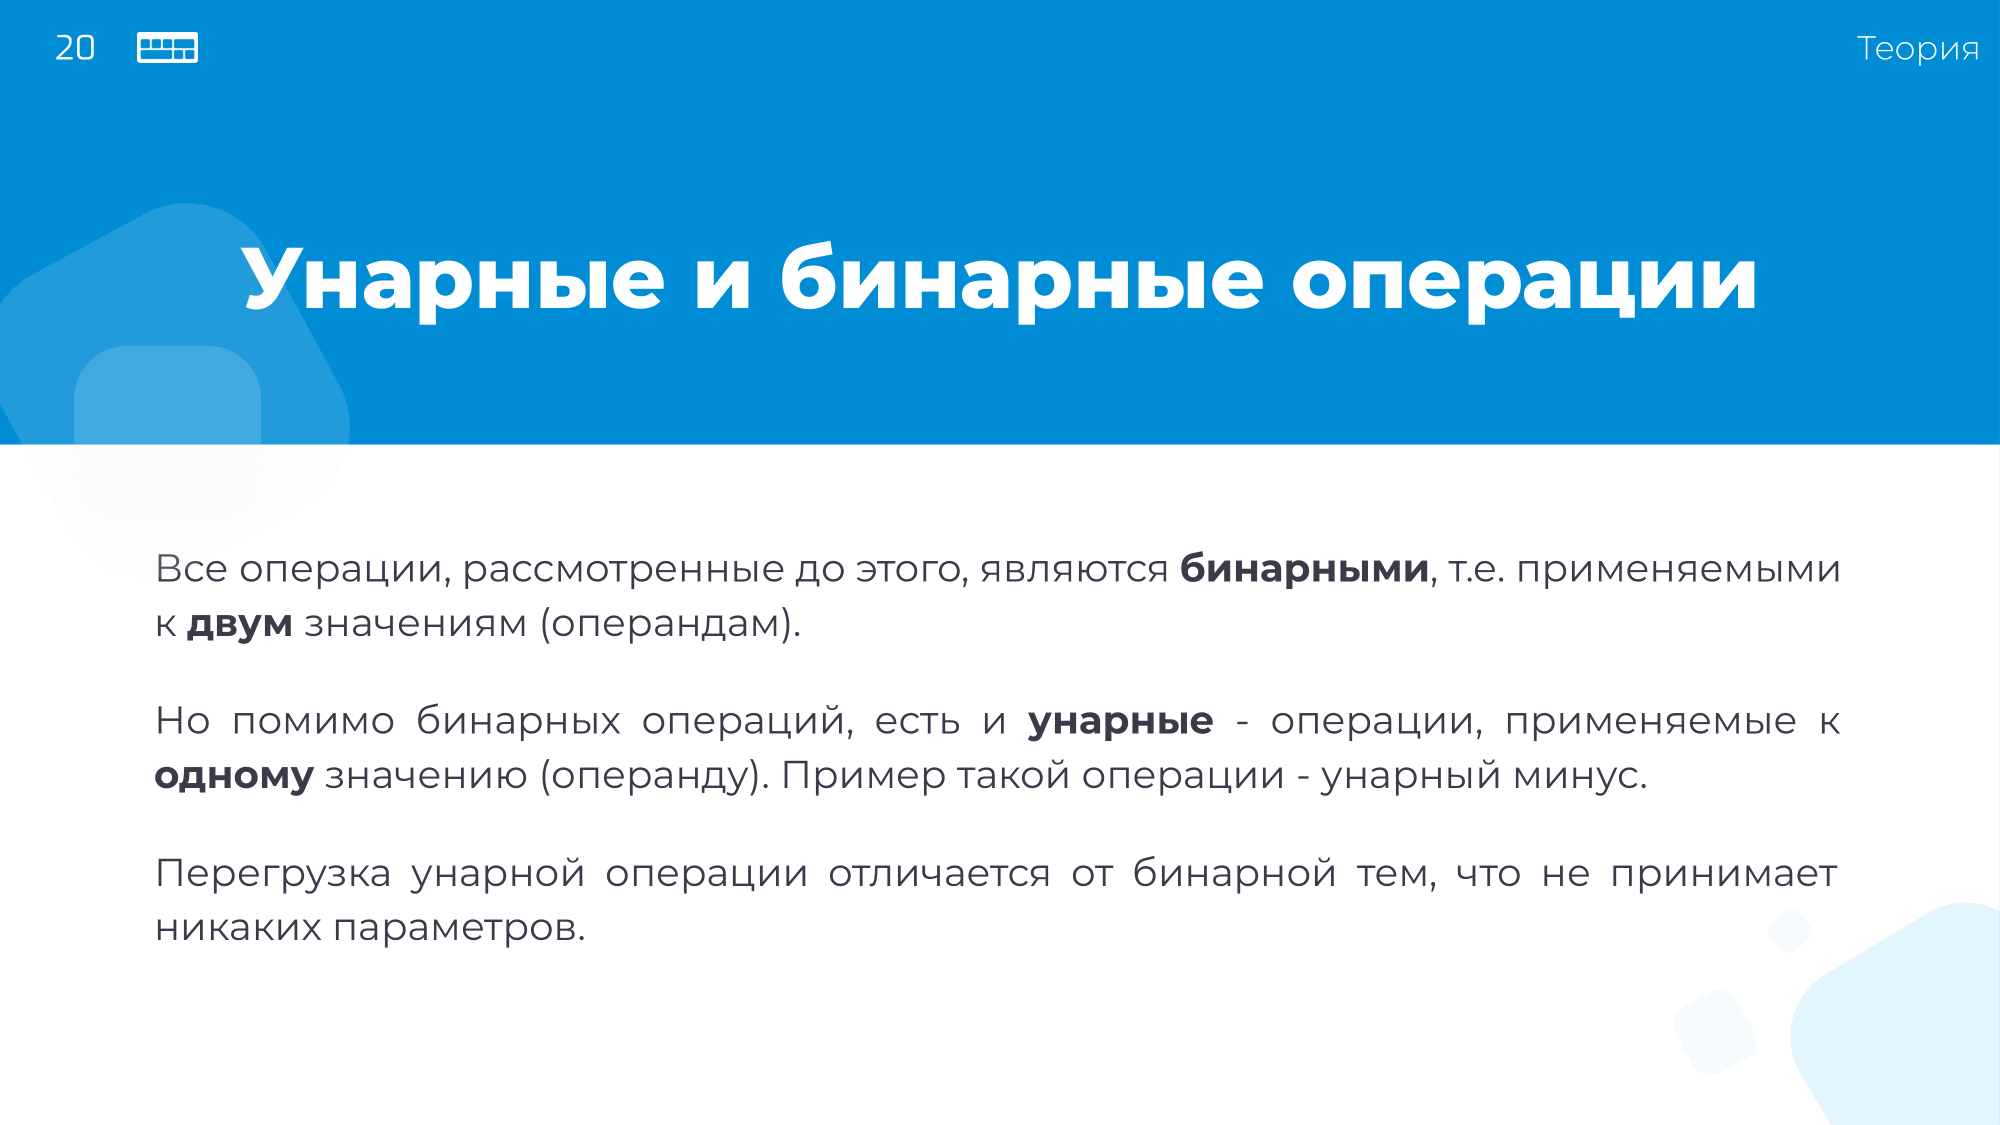 20
Теория
Унарные и бинарные операции
Все операции, рассмотренные до этого, являются бинарными, т.е. применяемыми
к двум значениям (операндам).
Но помимо бинарных операций, есть и унарные - операции, применяемые к
одному значению (операнду). Пример такой операции - унарный минус.
Перегрузка унарной операции отличается от бинарной тем, что не принимает
никаких параметров.